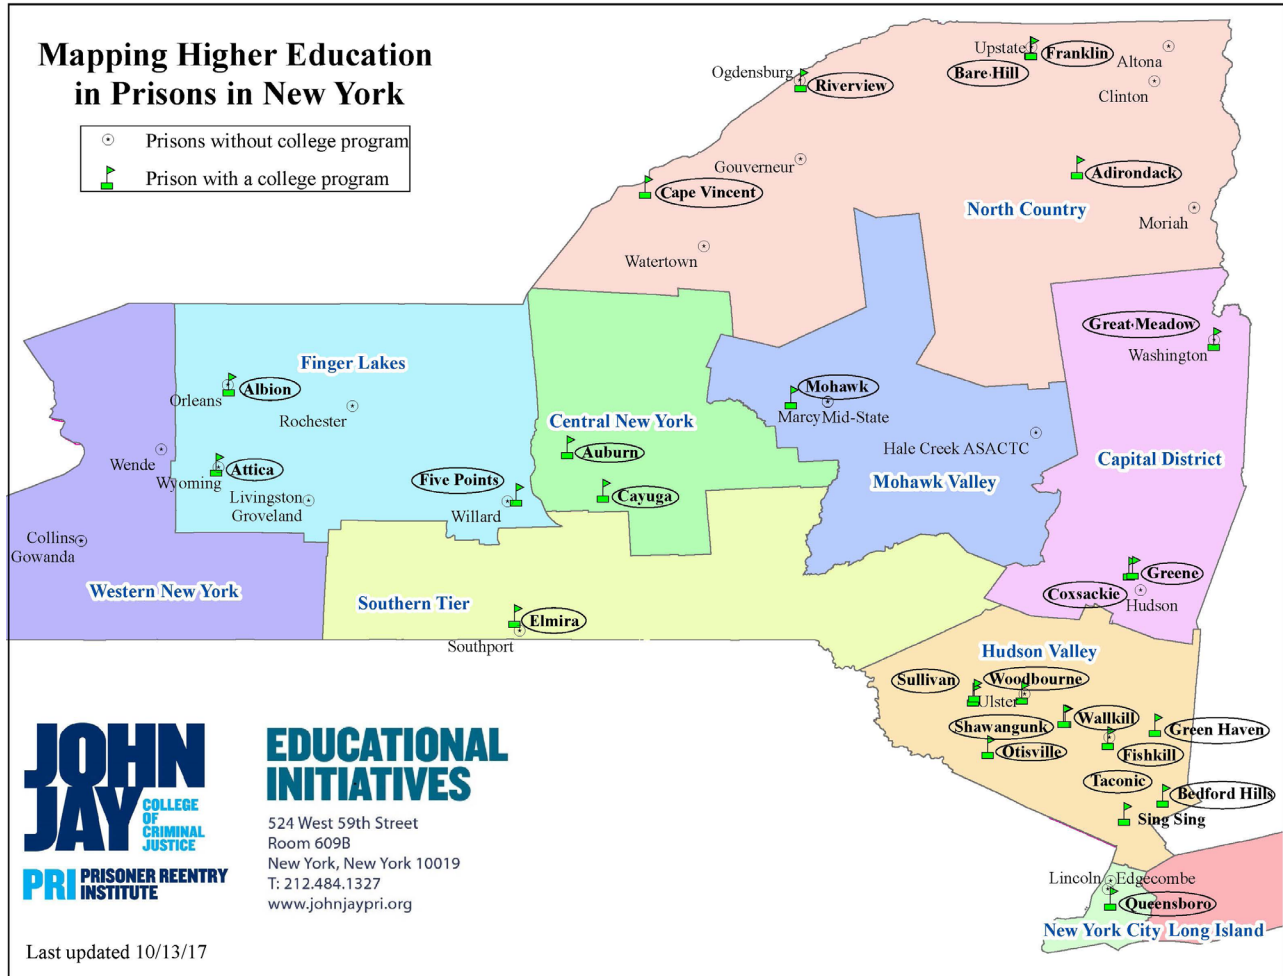 Mapping Higher Education
in Prisons in New York
Prisons without college program
Prison with a college program
Upstate
Franklin
Altona
Bare Hill
Clinton
Ogdensburg
Riverview
Gouverneur
Adirondack
Cape Vincent
North Country
Moriah
Watertown
Great Meadow
Washington
Finger Lakes
Albion
Orleans
Rochester
Mohawk
Marcy
Mid-State
Central New York
Hale Creek ASACTC
Auburn
Capital District
Wende
Wyoming
Attica
Five Points
Mohawk Valley
Livingston
Groveland
Willard
Cayuga
Collins
Gowanda
Western New York
Southern Tier
Greene
Coxsackie
Hudson
Elmira
Southport
Hudson Valley
Sullivan
Woodbourne
Ulster
Wallkill
Shawangunk
Green Haven
Otisville
Fishkill
Taconic
Bedford Hills
Sing Sing
Lincoln
Edgecombe
Queensboro
New York City
Long Island
JOHN
JAY
COLLEGE
OF
CRIMINAL
JUSTICE
PRI
PRISONER REENTRY
INSTITUTE
EDUCATIONAL
INITIATIVES
524 West 59th Street
Room 609B
New York, New York 10019
T: 212.484.1327
www.johnjaypri.org
Last updated 10/13/17